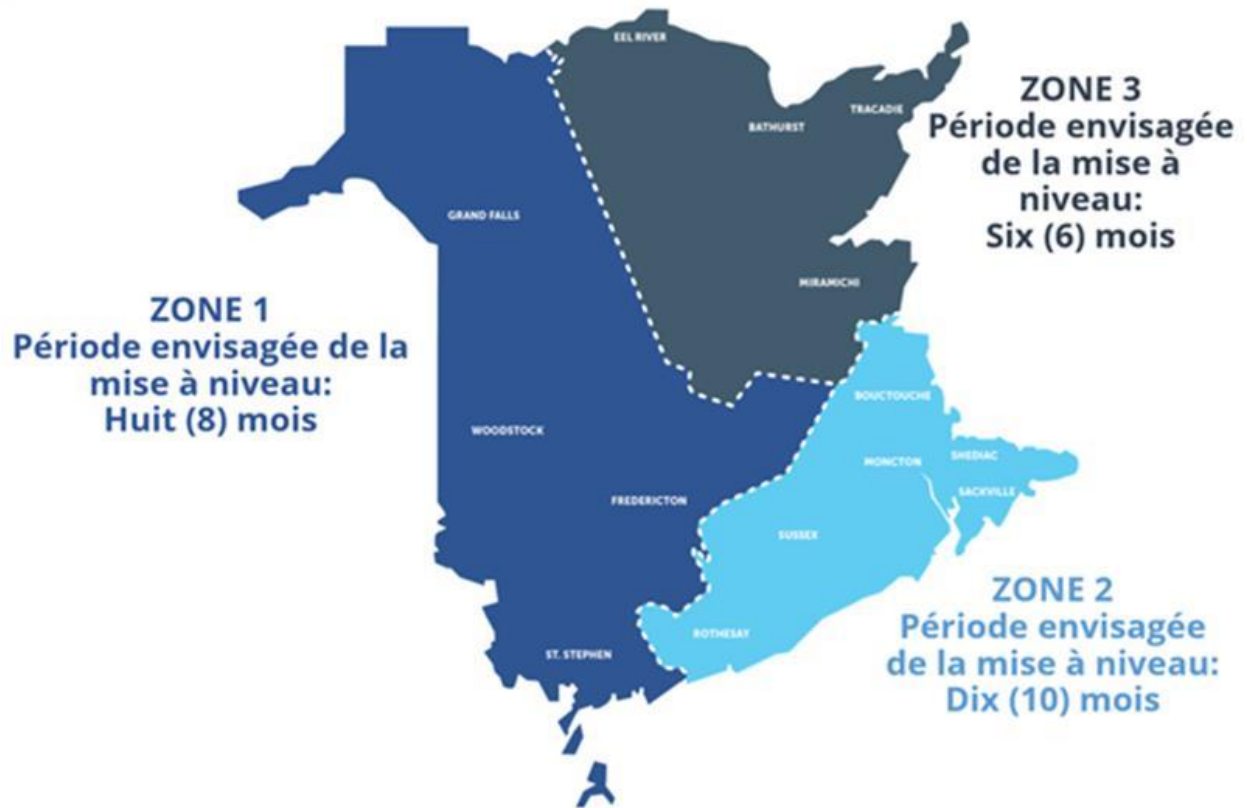 EEL RIVER
TRACADIE
BATHURST
GRAND FALLS
MIRAMICHI
BOUCTOUCHE
WOODSTOCK
SHEDIAC
MONCTON
SACKVILLE
FREDERICTON
SUSSEX
ROTHESAY
ST. STEPHEN
ZONE 3
Période envisagée
de la mise à
niveau:
Six (6) mois
ZONE 1
Période envisagée de la
mise à niveau:
Huit (8) mois
ZONE 2
Période envisagée
de la mise à niveau:
Dix (10) mois